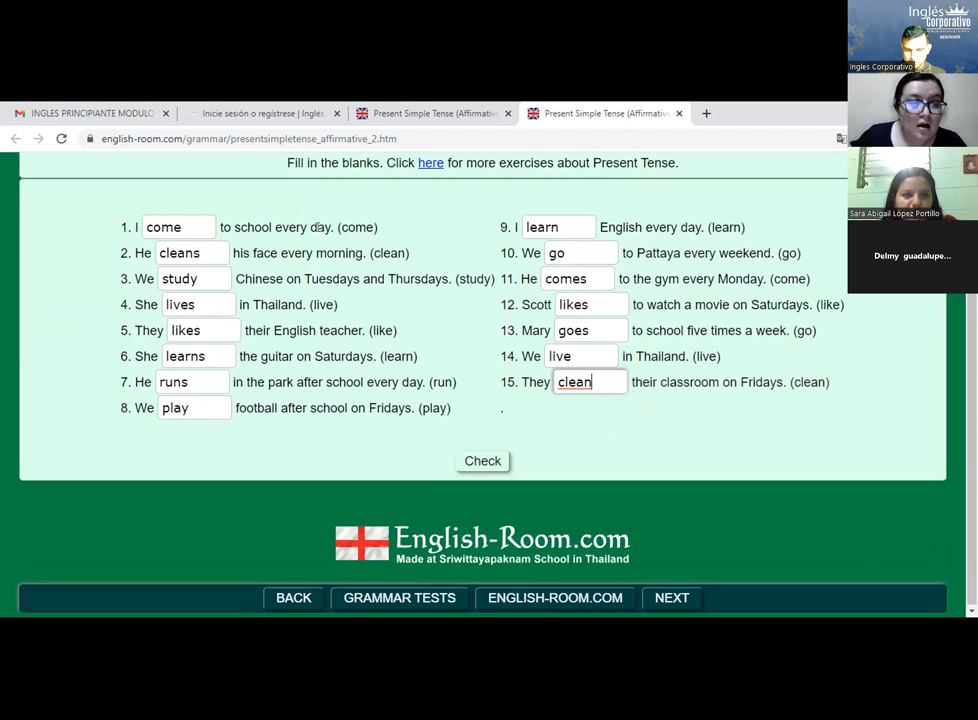 Inglés
Corporativo
BEGINNER
Ingles Corporativo
INGLES PRINCIPIANTE MODULO
Inicie sesión o regístrese | Inglés
Present Simple Tense (Affirmative
Present Simple Tense (Affirmativ
english-room.com/grammar/presentsimpletense_affirmative_2.htm
Fill in the blanks. Click here for more exercises about Present Tense.
Sara Abigail López Portillo
Delmy guadalupe...
1. I come to school every day. (come)
2. He cleans his face every morning. (clean)
3. We study Chinese on Tuesdays and Thursdays. (study)
4. She lives in Thailand. (live)
5. They likes their English teacher. (like)
6. She learns the guitar on Saturdays. (learn)
7. He runs in the park after school every day. (run)
8. We play football after school on Fridays. (play)
9. I learn English every day. (learn)
10. We go to Pattaya every weekend. (go)
11. He comes to the gym every Monday. (come)
12. Scott likes to watch a movie on Saturdays. (like)
13. Mary goes to school five times a week. (go)
14. We live in Thailand. (live)
15. They clean their classroom on Fridays. (clean)
.
Check
English-Room.com
Made at Sriwittayapaknam School in Thailand
BACK
GRAMMAR TESTS
ENGLISH-ROOM.COM
NEXT